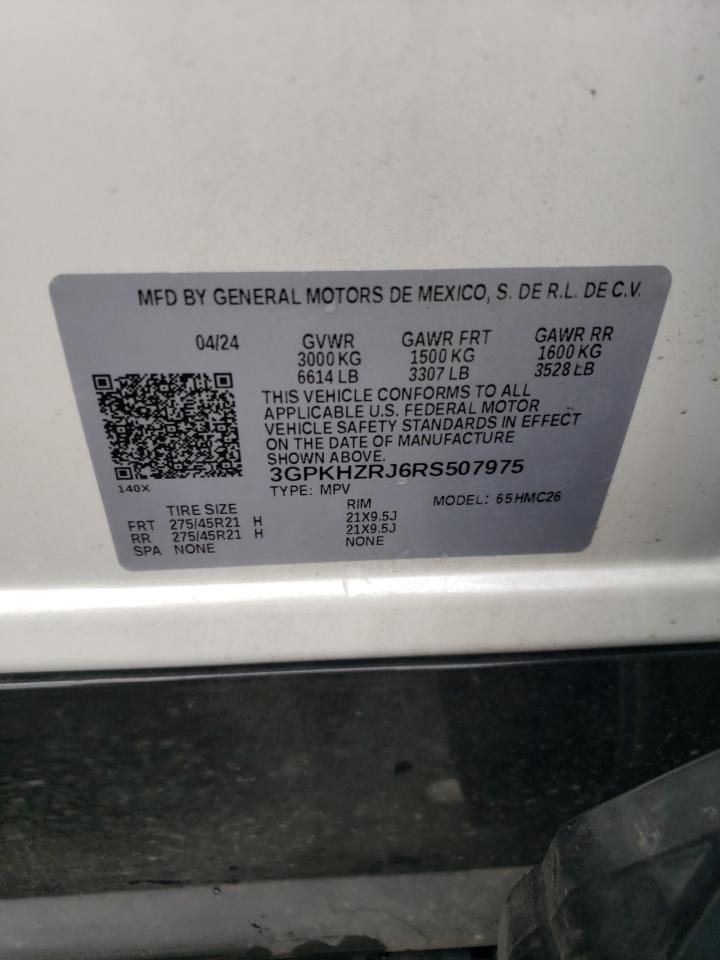 MFD BY GENERAL MOTORS DE MEXICO, S. DE R.L. DE C.V.
04/24 GVWR GAWR FRT GAWR RR
3000 KG 1500 KG 1600 KG
6614 LB 3307 LB 3528 LB
THIS VEHICLE CONFORMS TO ALL
APPLICABLE U.S. FEDERAL MOTOR
VEHICLE SAFETY STANDARDS IN EFFECT
ON THE DATE OF MANUFACTURE
SHOWN ABOVE.
3GPKHZRJ6RS507975
140X TYPE: MPV MODEL: 65HMC26
TIRE SIZE RIM
FRT 275/45R21 H 21X9.5J
RR 275/45R21 H 21X9.5J
SPA NONE NONE